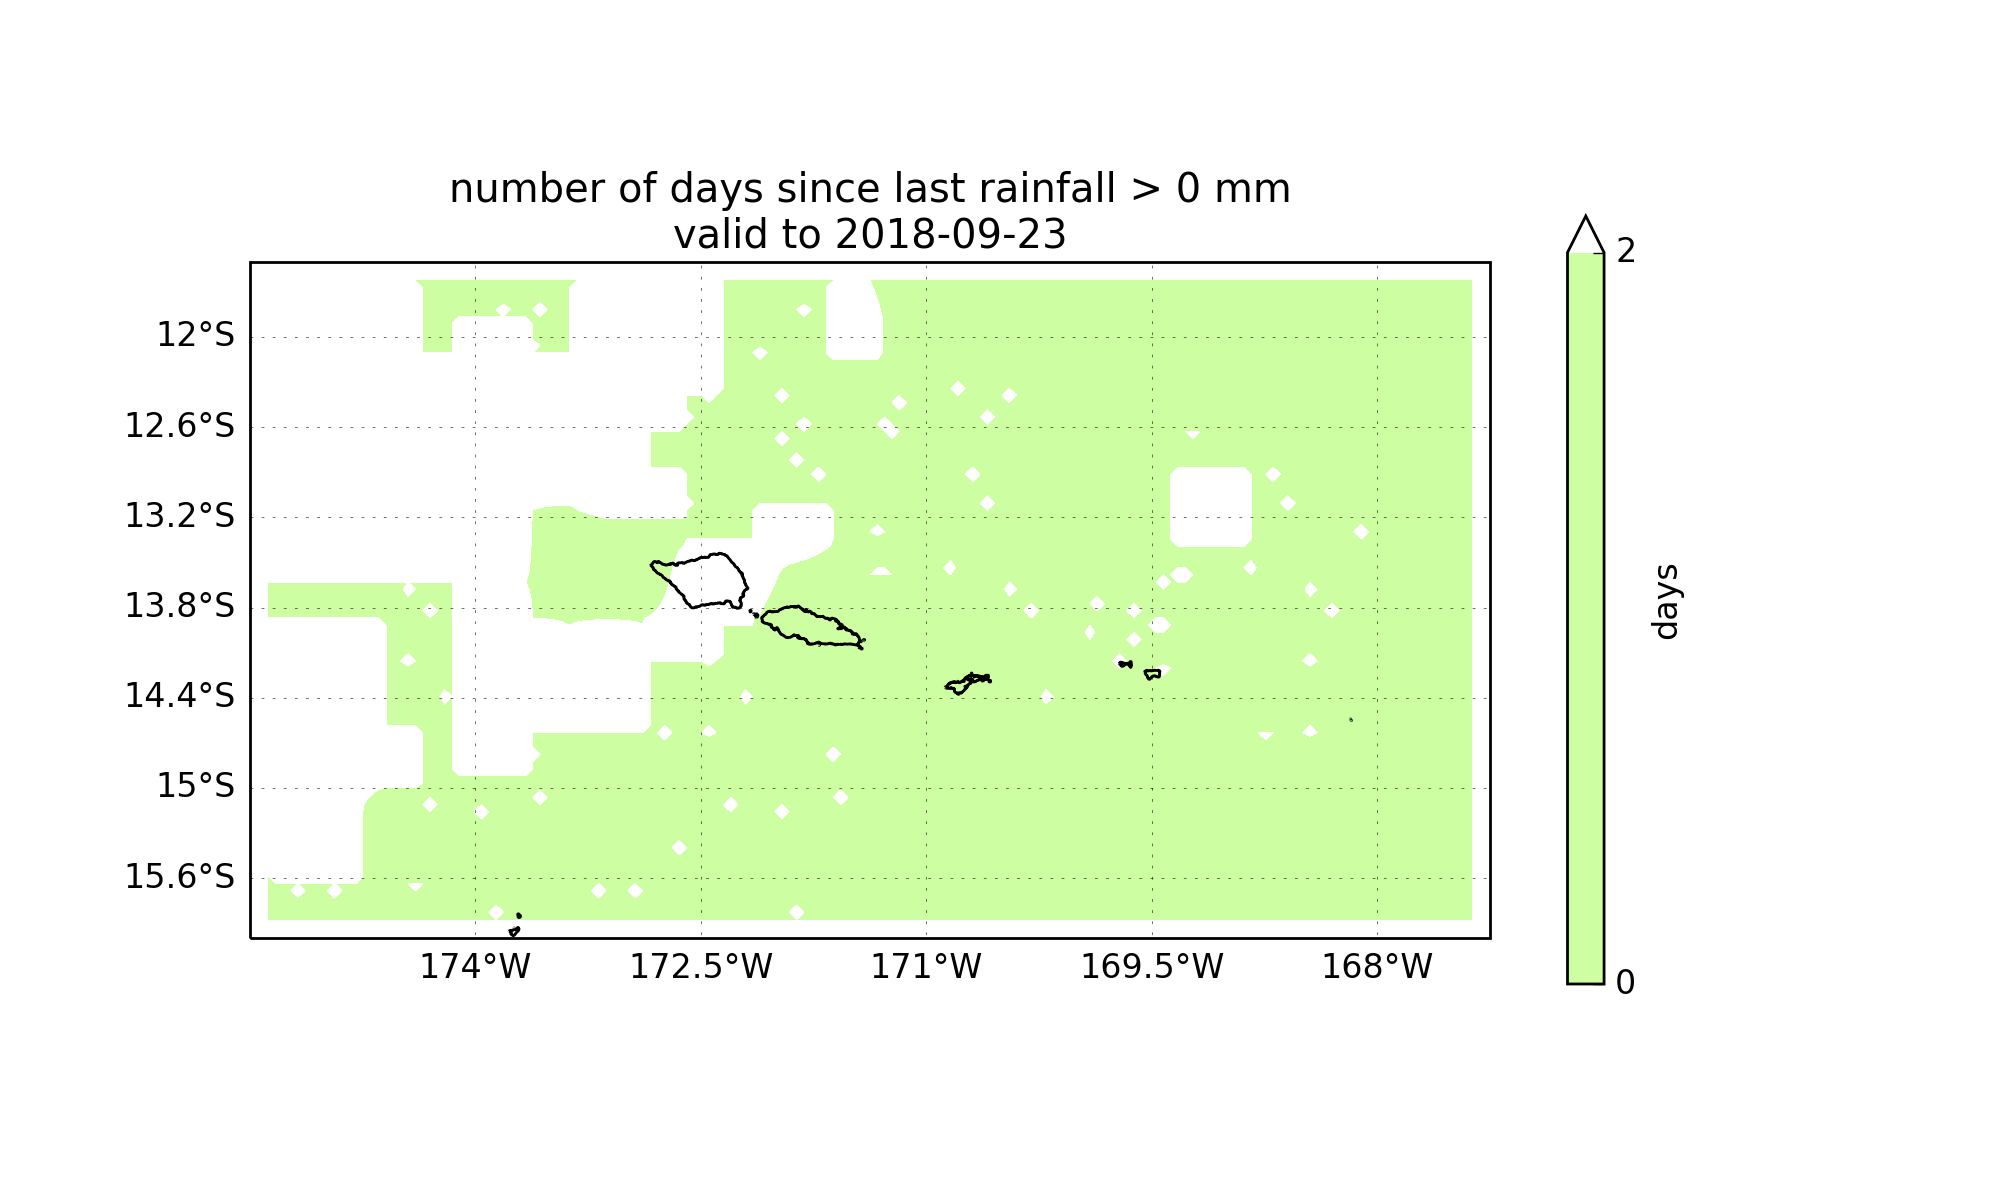 number of days since last rainfall > 0 mm
valid to 2018-09-23
2
12°S
12.6°S
13.2°S
13.8°S
14.4°S
15°S
15.6°S
days
174°W 172.5°W 171°W 169.5°W 168°W
0